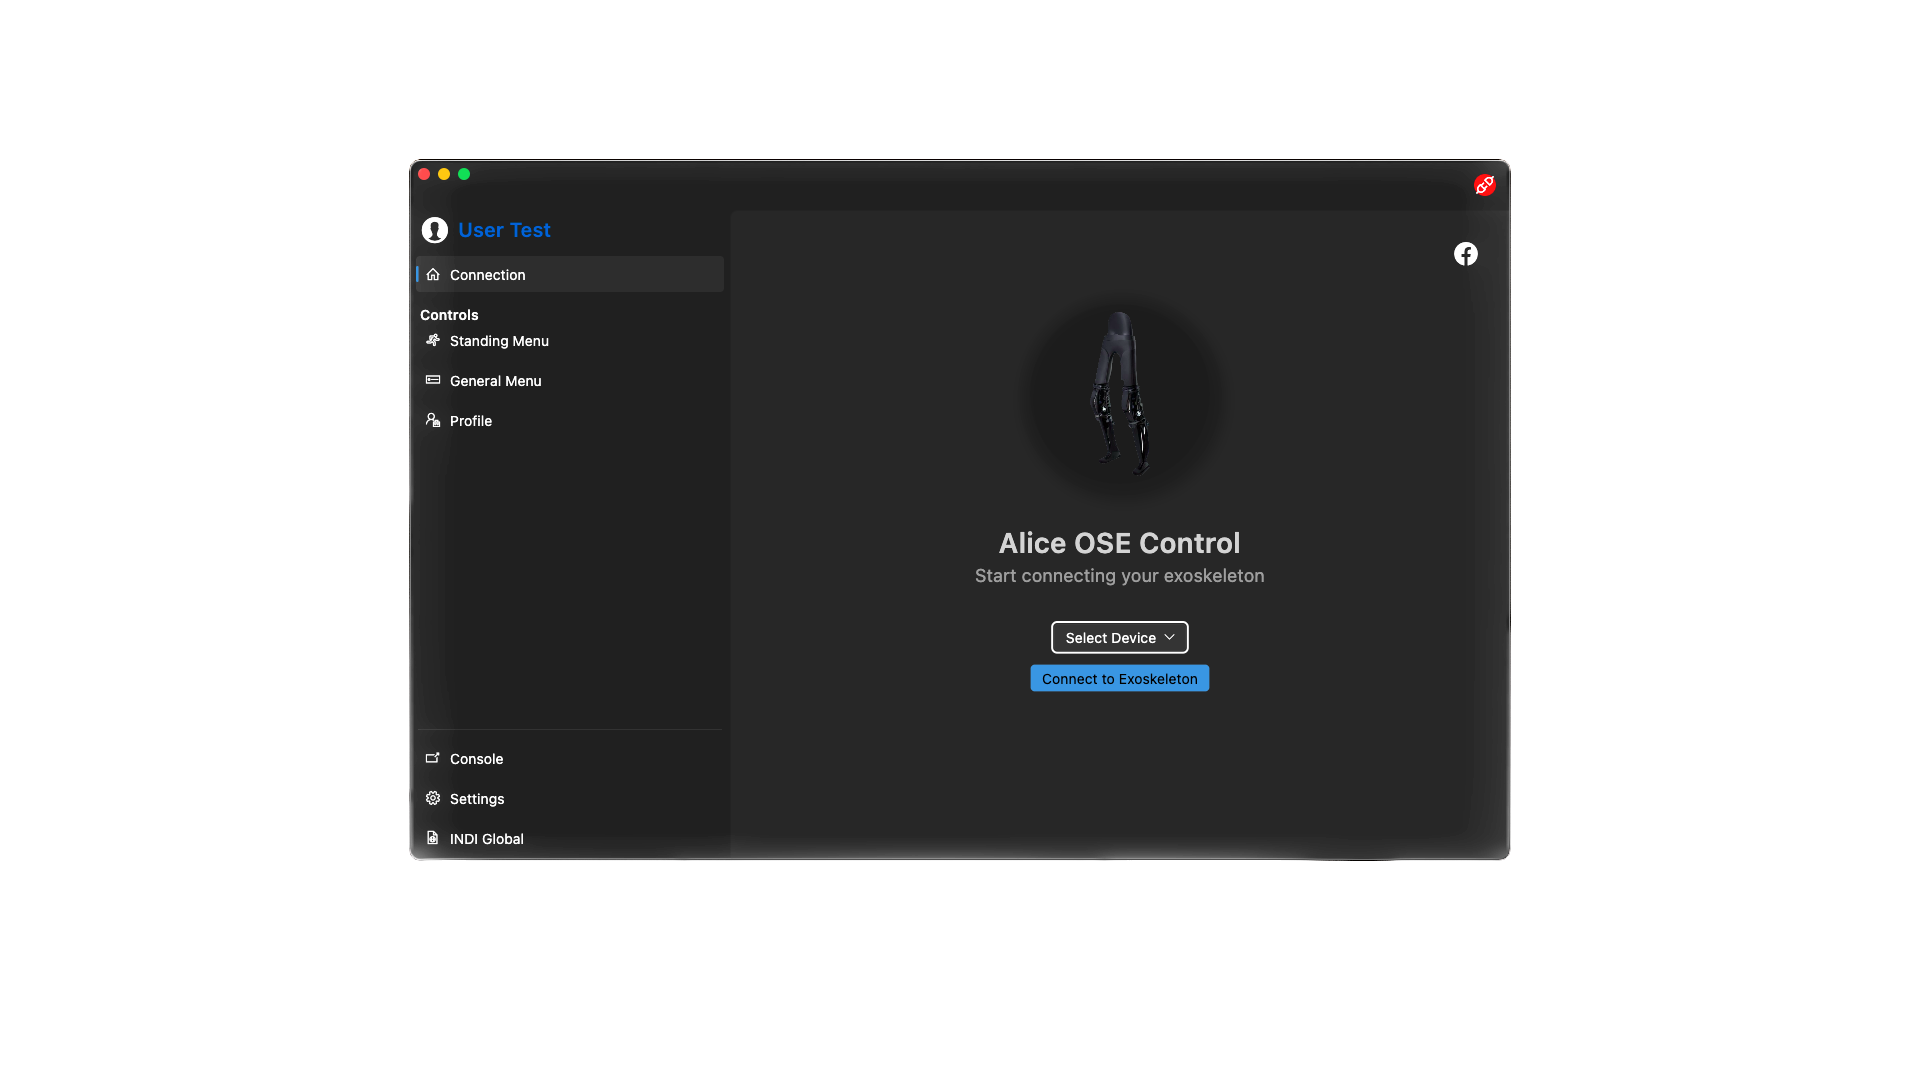 User Test
Connection
Controls
Standing Menu
General Menu
Profile
Console
Settings
INDI Global
Alice OSE Control
Start connecting your exoskeleton
Select Device
Connect to Exoskeleton